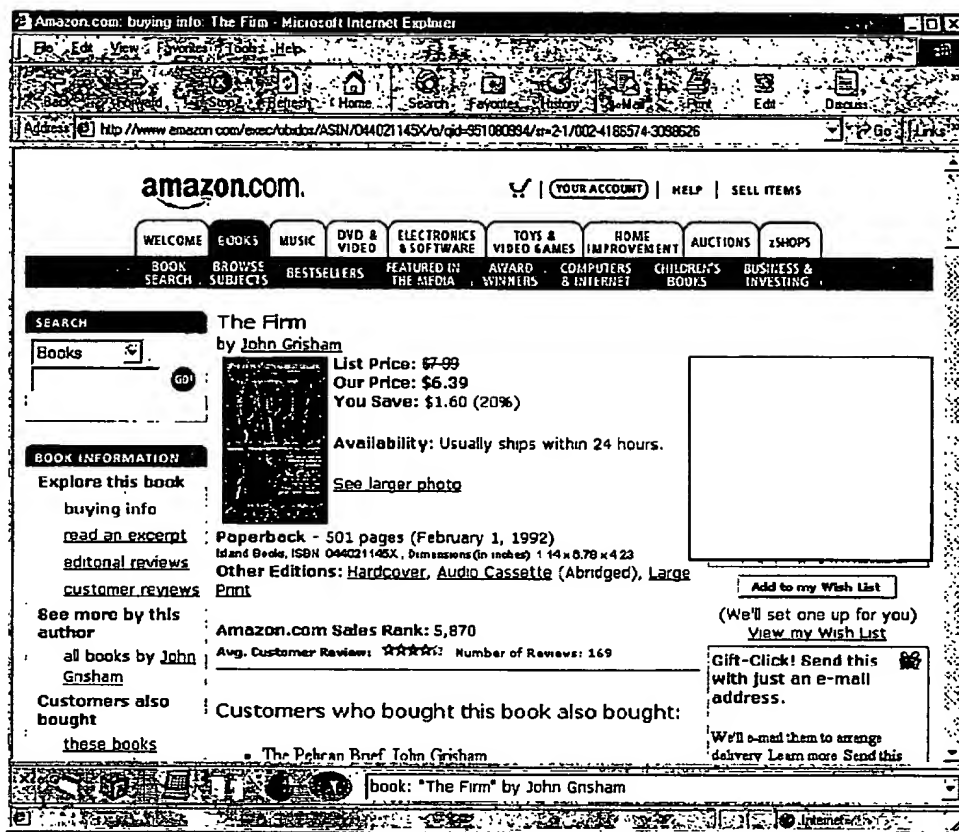 Amazon.com: buying info: The Firm - Microsoft Internet Explorer
File Edit View Favorites Tools Help
Back Forward Stop Refresh Home Search Favorites History Mail Print Edit Discuss
Address http://www.amazon.com/exec/obidos/ASIN/044021145X/o/qid=951080894/sr=2-1/002-4186574-3098626 Go Links
amazon.com.
YOUR ACCOUNT | HELP | SELL ITEMS
WELCOME BOOKS MUSIC DVD & VIDEO ELECTRONICS & SOFTWARE TOYS & VIDEO GAMES HOME IMPROVEMENT AUCTIONS zSHOPS
BOOK SEARCH BROWSE SUBJECTS BESTSELLERS FEATURED IN THE MEDIA AWARD WINNERS COMPUTERS & INTERNET CHILDREN'S BOOKS BUSINESS & INVESTING
SEARCH
Books
GO!
BOOK INFORMATION
Explore this book
buying info
read an excerpt
editorial reviews
customer reviews
See more by this
author
all books by John
Grisham
Customers also
bought
these books
The Firm
by John Grisham
List Price: $7.99
Our Price: $6.39
You Save: $1.60 (20%)
Availability: Usually ships within 24 hours.
See larger photo
Paperback - 501 pages (February 1, 1992)
Island Books, ISBN 044021145X, Dimensions (in inches) 1 14 x 6.78 x 4 23
Other Editions: Hardcover, Audio Cassette (Abridged), Large
Print
Amazon.com Sales Rank: 5,870
Avg. Customer Review: Number of Reviews: 169
Customers who bought this book also bought:
• The Pelican Brief John Grisham
Add to my Wish List
(We'll set one up for you)
View my Wish List
Gift-Click! Send this
with just an e-mail
address.
We'll e-mail them to arrange
delivery Learn more Send this
book: "The Firm" by John Grisham
Internet